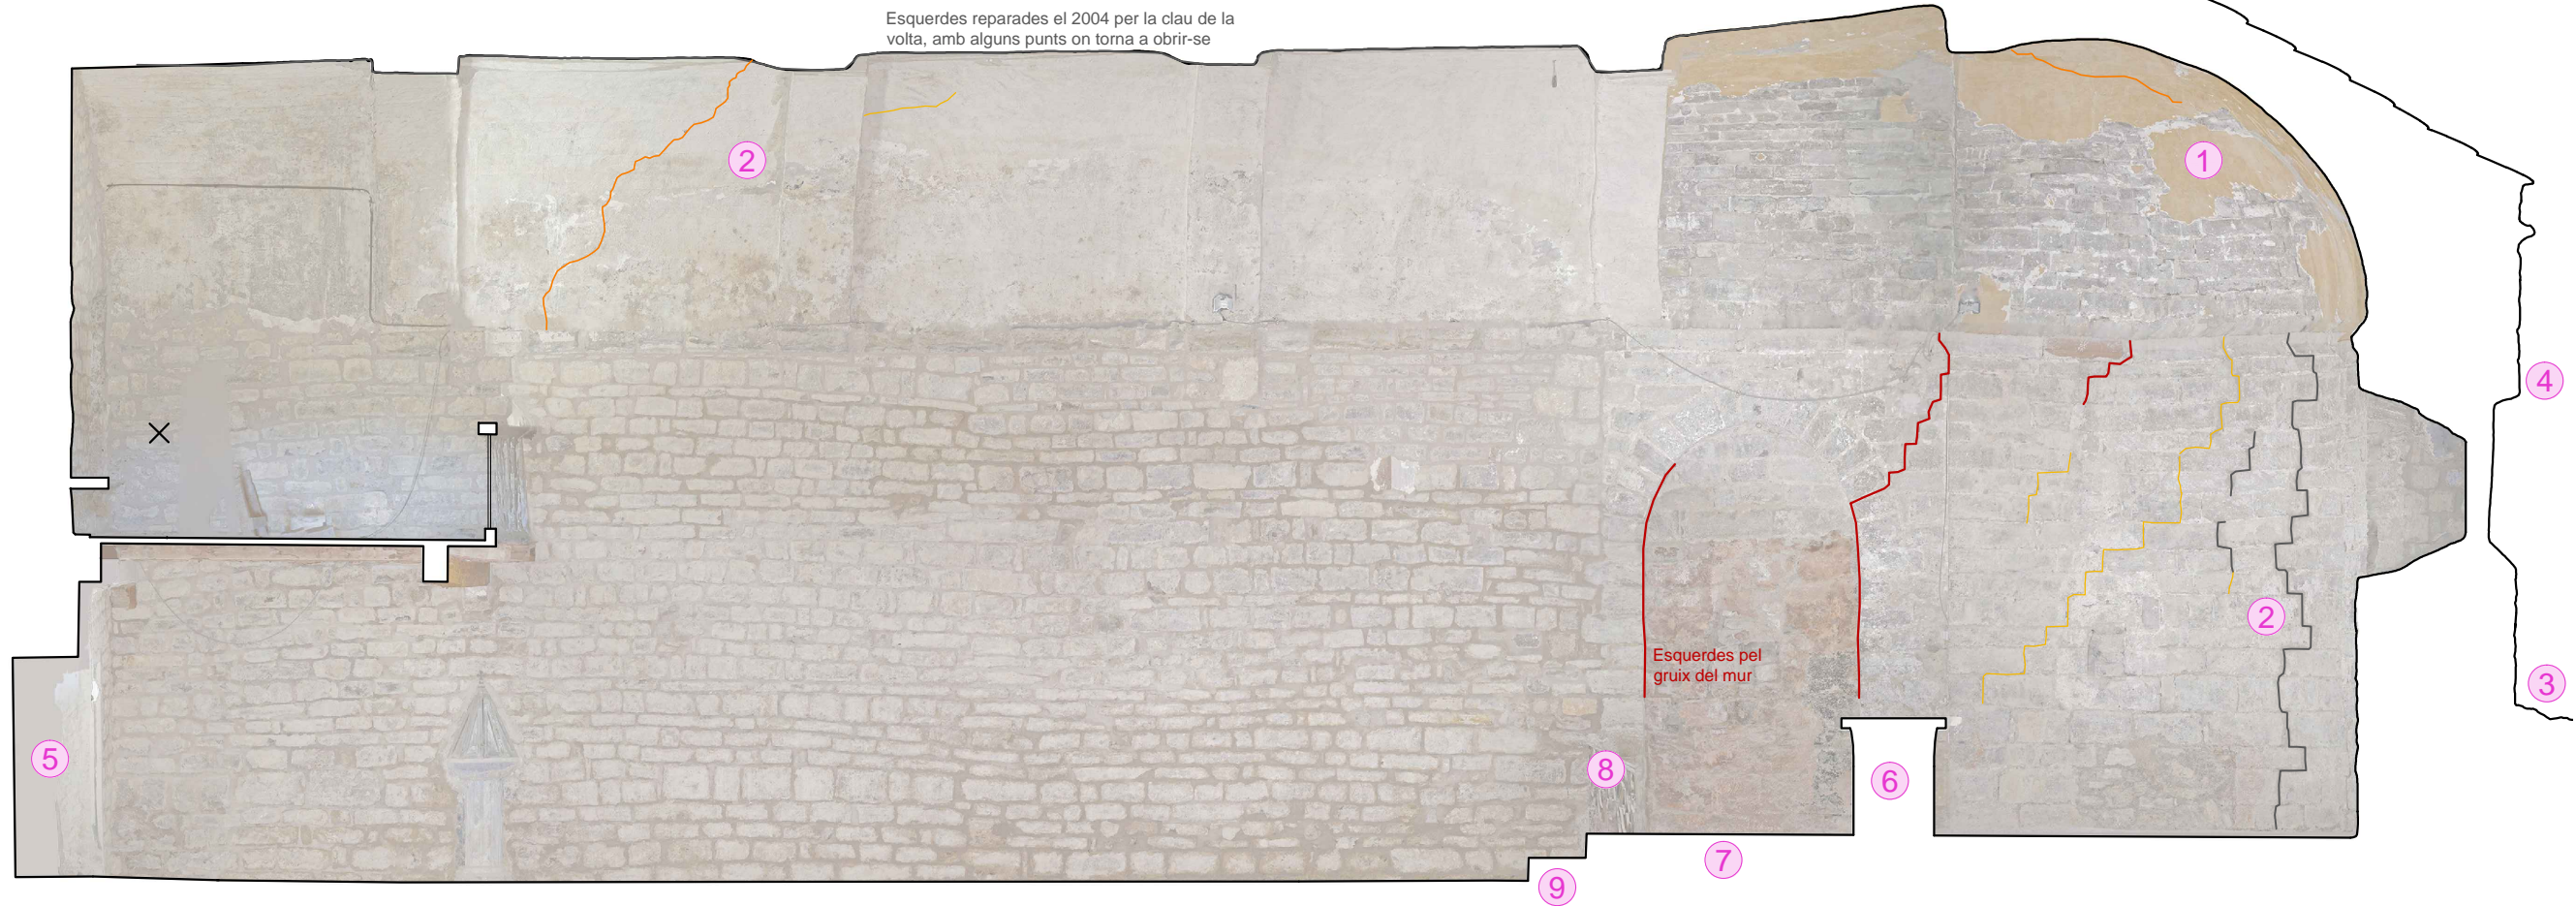 Esquerdes reparades el 2004 per la clau de la
volta, amb alguns punts on torna a obrir-se
2
1
4
2
Esquerdes pel
gruix del mur
3
5
8
6
7
9